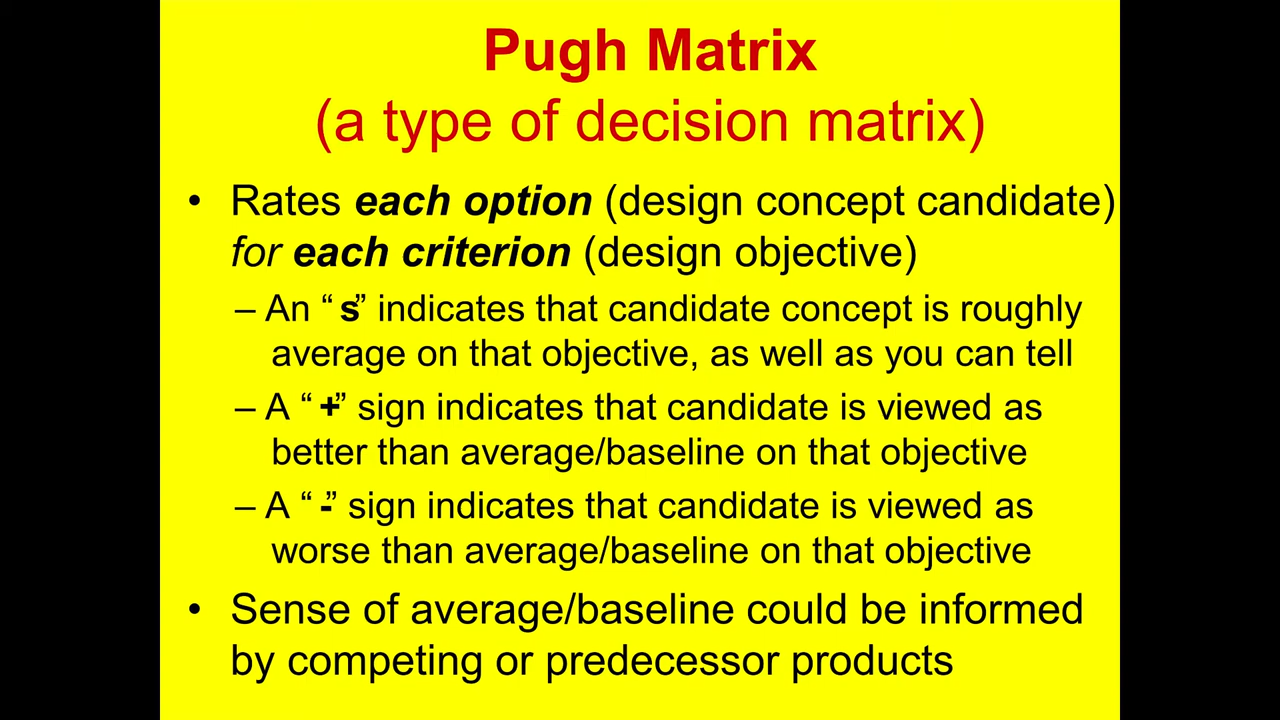 Pugh Matrix
(a type of decision matrix)
• Rates each option (design concept candidate)
for each criterion (design objective)
– An “ s” indicates that candidate concept is roughly
average on that objective, as well as you can tell
– A “ +” sign indicates that candidate is viewed as
better than average/baseline on that objective
– A “ -” sign indicates that candidate is viewed as
worse than average/baseline on that objective
• Sense of average/baseline could be informed
by competing or predecessor products